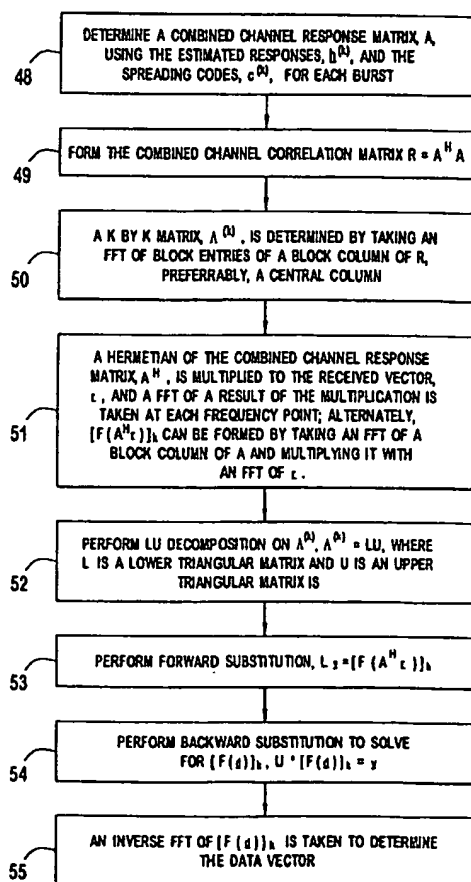 DETERMINE A COMBINED CHANNEL RESPONSE MATRIX, A,
USING THE ESTIMATED RESPONSES, h^(k), AND THE
SPREADING CODES, c^(k), FOR EACH BURST
48
FORM THE COMBINED CHANNEL CORRELATION MATRIX R = A^H A
49
A K BY K MATRIX, Λ^(k), IS DETERMINED BY TAKING AN
FFT OF BLOCK ENTRIES OF A BLOCK COLUMN OF R,
PREFERRABLY, A CENTRAL COLUMN
50
A HERMETIAN OF THE COMBINED CHANNEL RESPONSE
MATRIX, A^H, IS MULTIPLIED TO THE RECEIVED VECTOR,
r, AND A FFT OF A RESULT OF THE MULTIPLICATION IS
TAKEN AT EACH FREQUENCY POINT; ALTERNATELY,
[F(A^H r)]k CAN BE FORMED BY TAKING AN FFT OF A
BLOCK COLUMN OF A AND MULTIPLYING IT WITH
AN FFT OF r.
51
PERFORM LU DECOMPOSITION ON Λ^(k), Λ^(k) = LU, WHERE
L IS A LOWER TRIANGULAR MATRIX AND U IS AN UPPER
TRIANGULAR MATRIX IS
52
PERFORM FORWARD SUBSTITUTION, L y = [F (A^H r)]k
53
PERFORM BACKWARD SUBSTITUTION TO SOLVE
FOR [F(d)]k, U * [F(d)]k = y
54
AN INVERSE FFT OF [F (d)]k IS TAKEN TO DETERMINE
THE DATA VECTOR
55